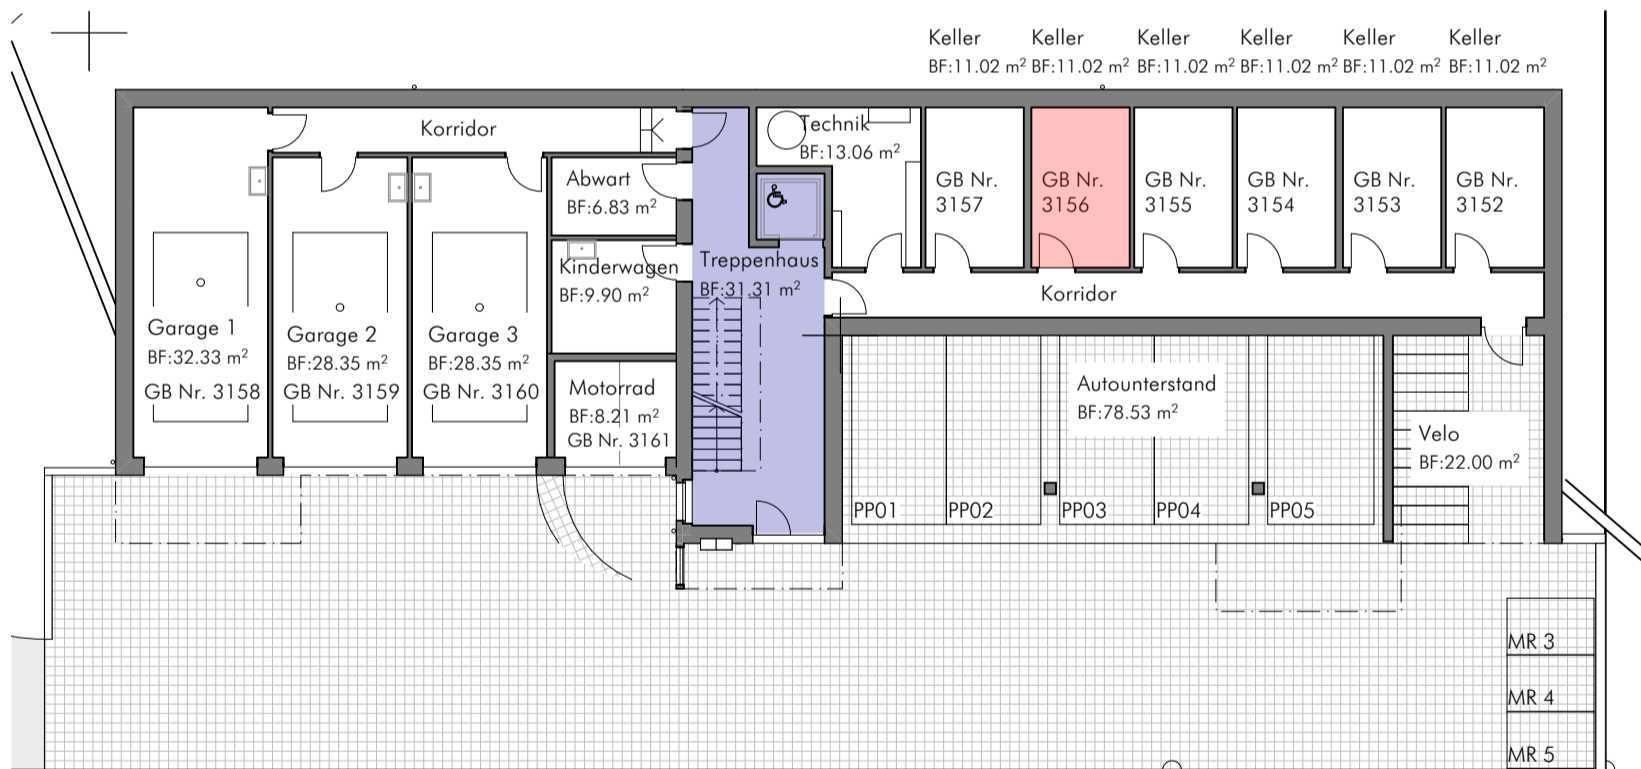 Keller
BF:11.02 m²
Keller
BF:11.02 m²
Keller
BF:11.02 m²
Keller
BF:11.02 m²
Keller
BF:11.02 m²
Keller
BF:11.02 m²
Korridor
Technik
BF:13.06 m²
Abwart
BF:6.83 m²
GB Nr.
3157
GB Nr.
3156
GB Nr.
3155
GB Nr.
3154
GB Nr.
3153
GB Nr.
3152
Kinderwagen
BF:9.90 m²
Treppenhaus
BF:31.31 m²
Korridor
Garage 1
BF:32.33 m²
GB Nr. 3158
Garage 2
BF:28.35 m²
GB Nr. 3159
Garage 3
BF:28.35 m²
GB Nr. 3160
Motorrad
BF:8.21 m²
GB Nr. 3161
Autounterstand
BF:78.53 m²
Velo
BF:22.00 m²
PP01
PP02
PP03
PP04
PP05
MR 3
MR 4
MR 5